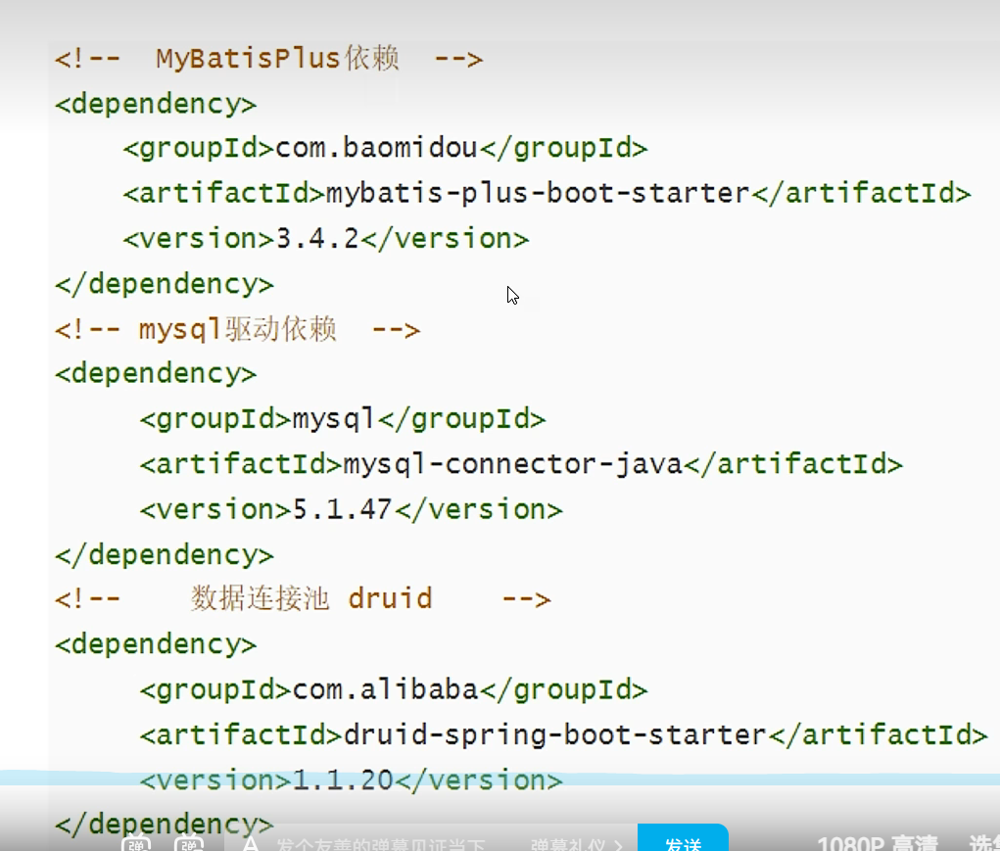 <!--  MyBatisPlus依赖  -->
<dependency>
    <groupId>com.baomidou</groupId>
    <artifactId>mybatis-plus-boot-starter</artifactId>
    <version>3.4.2</version>
</dependency>
<!-- mysql驱动依赖  -->
<dependency>
     <groupId>mysql</groupId>
     <artifactId>mysql-connector-java</artifactId>
     <version>5.1.47</version>
</dependency>
<!--    数据连接池 druid    -->
<dependency>
     <groupId>com.alibaba</groupId>
     <artifactId>druid-spring-boot-starter</artifactId>
     <version>1.1.20</version>
</dependency>
弹 弹 A 发个友善的弹幕见证当下 弹幕礼仪 > 发送 1080P 高清